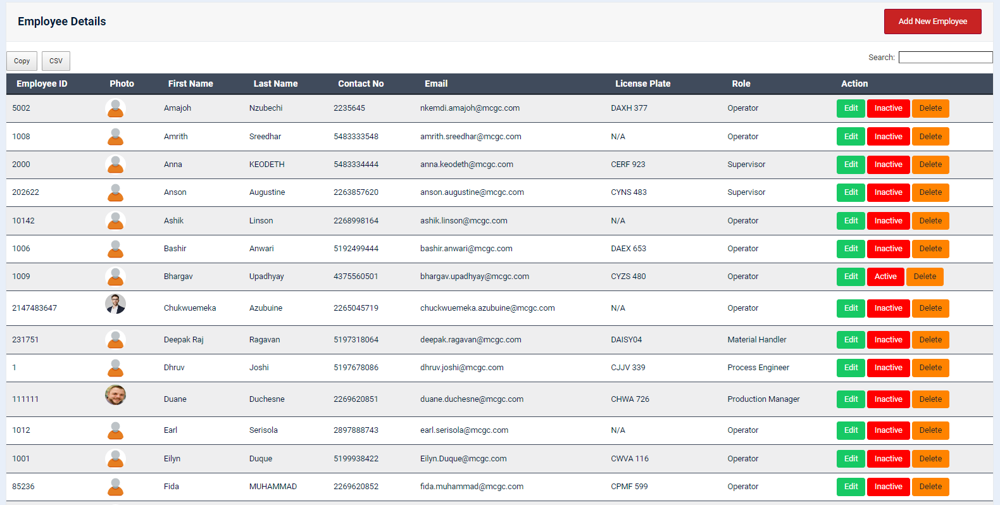 Employee Details
Add New Employee
Copy CSV Search:
Employee ID Photo First Name Last Name Contact No Email License Plate Role Action
5002 Amajoh Nzubechi 2235645 nkemdi.amajoh@mcgc.com DAXH 377 Operator Edit Inactive Delete
1008 Amrith Sreedhar 5483333548 amrith.sreedhar@mcgc.com N/A Operator Edit Inactive Delete
2000 Anna KEODETH 5483334444 anna.keodeth@mcgc.com CERF 923 Supervisor Edit Inactive Delete
202622 Anson Augustine 2263857620 anson.augustine@mcgc.com CYNS 483 Supervisor Edit Inactive Delete
10142 Ashik Linson 2268998164 ashik.linson@mcgc.com N/A Operator Edit Inactive Delete
1006 Bashir Anwari 5192499444 bashir.anwari@mcgc.com DAEX 653 Operator Edit Inactive Delete
1009 Bhargav Upadhyay 4375560501 bhargav.upadhyay@mcgc.com CYZS 480 Operator Edit Active Delete
2147483647 Chukwuemeka Azubuine 2265045719 chuckwuemeka.azubuine@mcgc.com N/A Operator Edit Inactive Delete
231751 Deepak Raj Ragavan 5197318064 deepak.ragavan@mcgc.com DAISY04 Material Handler Edit Inactive Delete
1 Dhruv Joshi 5197678086 dhruv.joshi@mcgc.com CJJV 339 Process Engineer Edit Inactive Delete
111111 Duane Duchesne 2269620851 duane.duchesne@mcgc.com CHWA 726 Production Manager Edit Inactive Delete
1012 Earl Serisola 2897888743 earl.serisola@mcgc.com N/A Operator Edit Inactive Delete
1001 Eilyn Duque 5199938422 Eilyn.Duque@mcgc.com CWVA 116 Operator Edit Inactive Delete
85236 Fida MUHAMMAD 2269620852 fida.muhammad@mcgc.com CPMF 599 Operator Edit Inactive Delete